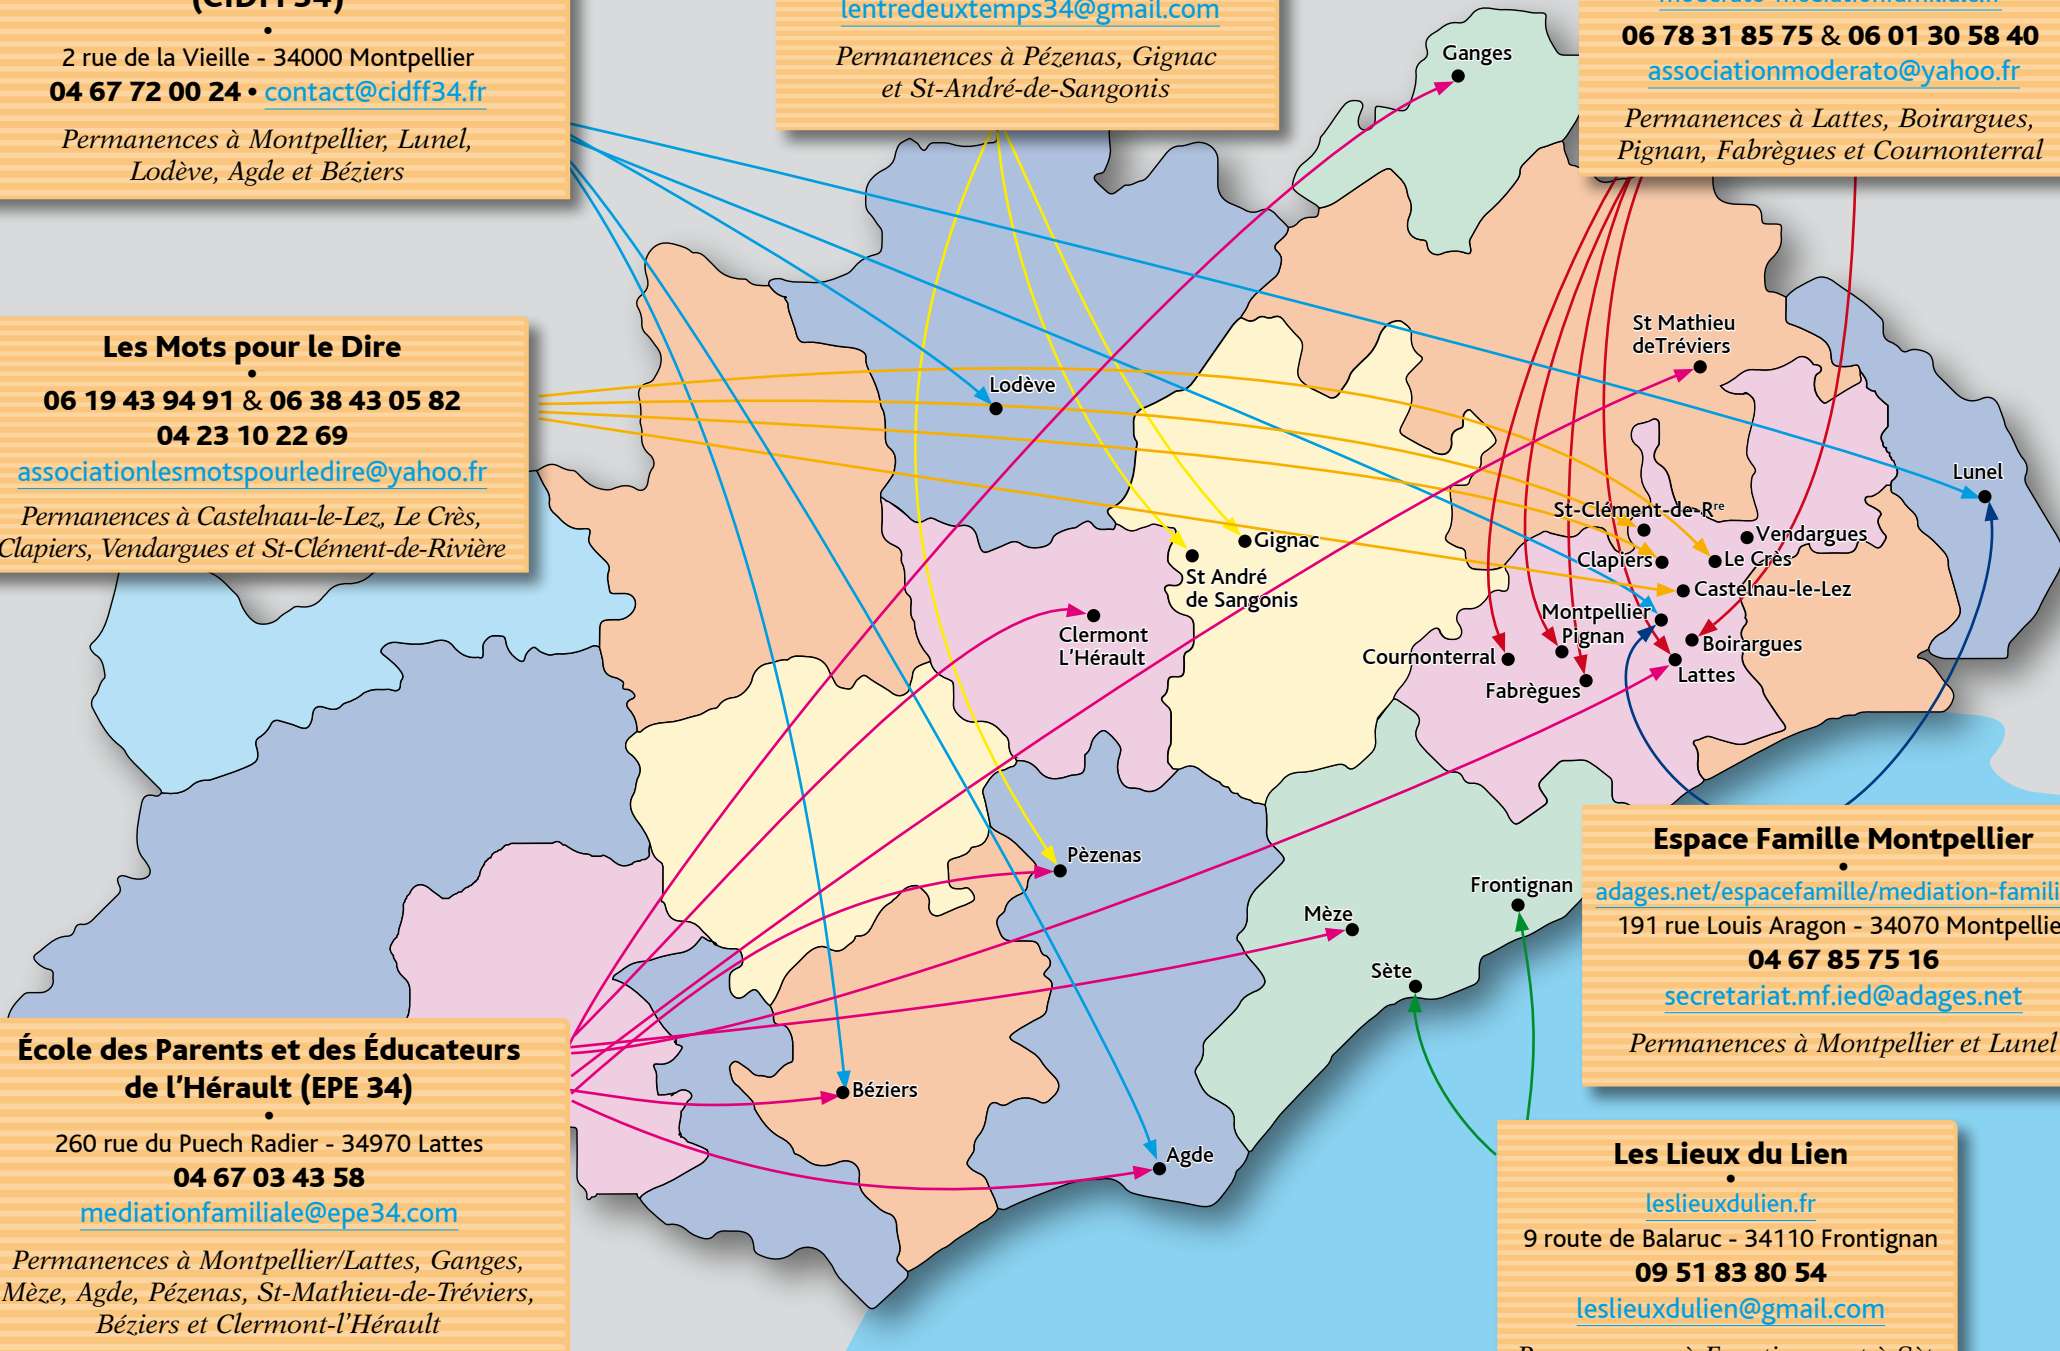 (CIDFF34)
•
2 rue de la Vieille - 34000 Montpellier
04 67 72 00 24 • contact@cidff34.fr
Permanences à Montpellier, Lunel,
Lodève, Agde et Béziers
lentredeuxtemps34@gmail.com
Permanences à Pézenas, Gignac
et St-André-de-Sangonis
06 78 31 85 75 & 06 01 30 58 40
associationmoderato@yahoo.fr
Permanences à Lattes, Boirargues,
Pignan, Fabrègues et Cournonterral
Les Mots pour le Dire
•
06 19 43 94 91 & 06 38 43 05 82
04 23 10 22 69
associationlesmotspourledire@yahoo.fr
Permanences à Castelnau-le-Lez, Le Crès,
Clapiers, Vendargues et St-Clément-de-Rivière
Ganges
St Mathieu
deTréviers
Lodève
Lunel
St-Clément-de-Rre
Vendargues
Gignac
Clapiers
Le Crès
St André
de Sangonis
Castelnau-le-Lez
Montpellier
Clermont
L'Hérault
Pignan
Boirargues
Cournonterral
Lattes
Fabrègues
Pèzenas
Frontignan
Mèze
Sète
Béziers
Agde
Espace Famille Montpellier
•
adages.net/espacefamille/mediation-famili
191 rue Louis Aragon - 34070 Montpellie
04 67 85 75 16
secretariat.mf.ied@adages.net
Permanences à Montpellier et Lunel
École des Parents et des Éducateurs
de l'Hérault (EPE 34)
•
260 rue du Puech Radier - 34970 Lattes
04 67 03 43 58
mediationfamiliale@epe34.com
Permanences à Montpellier/Lattes, Ganges,
Mèze, Agde, Pézenas, St-Mathieu-de-Tréviers,
Béziers et Clermont-l'Hérault
Les Lieux du Lien
•
leslieuxdulien.fr
9 route de Balaruc - 34110 Frontignan
09 51 83 80 54
leslieuxdulien@gmail.com